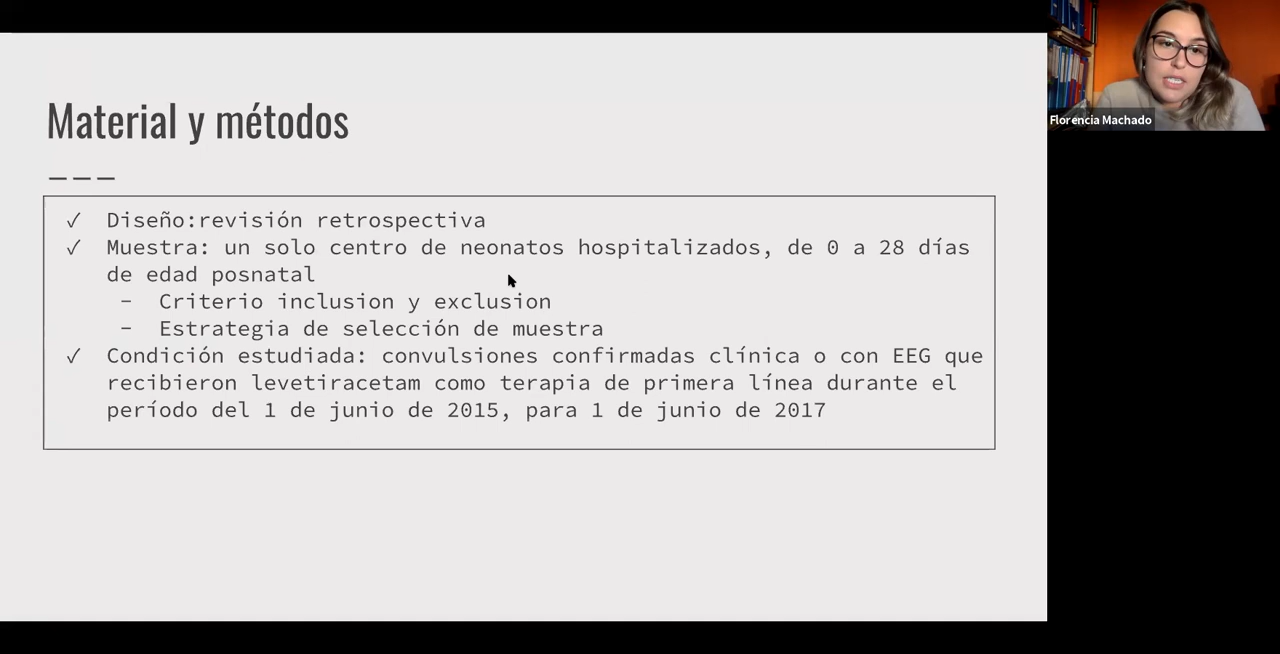 Material y métodos
✓ Diseño:revisión retrospectiva
✓ Muestra: un solo centro de neonatos hospitalizados, de 0 a 28 días
de edad posnatal
– Criterio inclusion y exclusion
– Estrategia de selección de muestra
✓ Condición estudiada: convulsiones confirmadas clínica o con EEG que
recibieron levetiracetam como terapia de primera línea durante el
período del 1 de junio de 2015, para 1 de junio de 2017
Florencia Machado